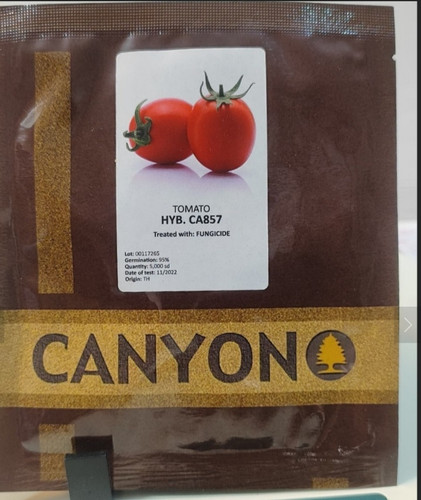 TOMATO
HYB. CA857
Treated with: FUNGICIDE
Lot: 00117265
Germination: 95%
Quantity: 5,000 sd
Date of test: 11/2022
Origin: TH
CANYON